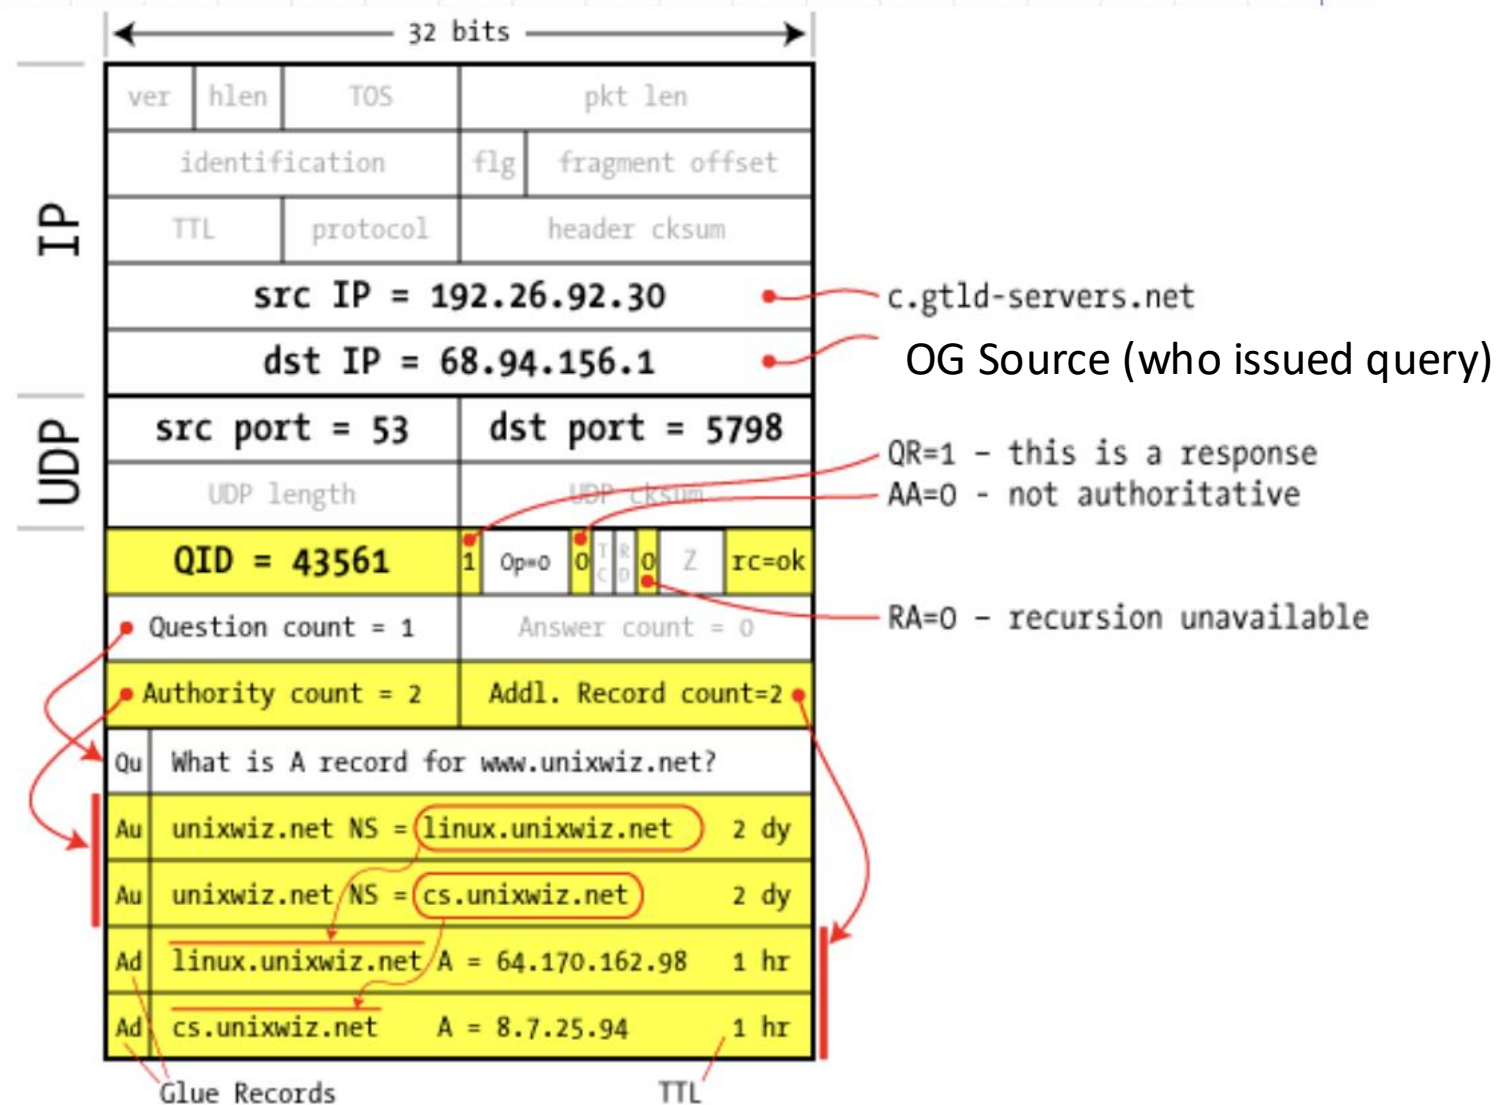 32 bits
ver hlen TOS pkt len
identification flg fragment offset
TTL protocol header cksum
IP
src IP = 192.26.92.30 c.gtld-servers.net
dst IP = 68.94.156.1 OG Source (who issued query)
UDP
src port = 53 dst port = 5798
QR=1 – this is a response
UDP length UDP cksum AA=0 - not authoritative
QID = 43561 1 Op=0 0 TC RD 0 Z rc=ok
Question count = 1 Answer count = 0 RA=0 – recursion unavailable
Authority count = 2 Addl. Record count=2
Qu What is A record for www.unixwiz.net?
Au unixwiz.net NS = linux.unixwiz.net 2 dy
Au unixwiz.net NS = cs.unixwiz.net 2 dy
Ad linux.unixwiz.net A = 64.170.162.98 1 hr
Ad cs.unixwiz.net A = 8.7.25.94 1 hr
Glue Records TTL